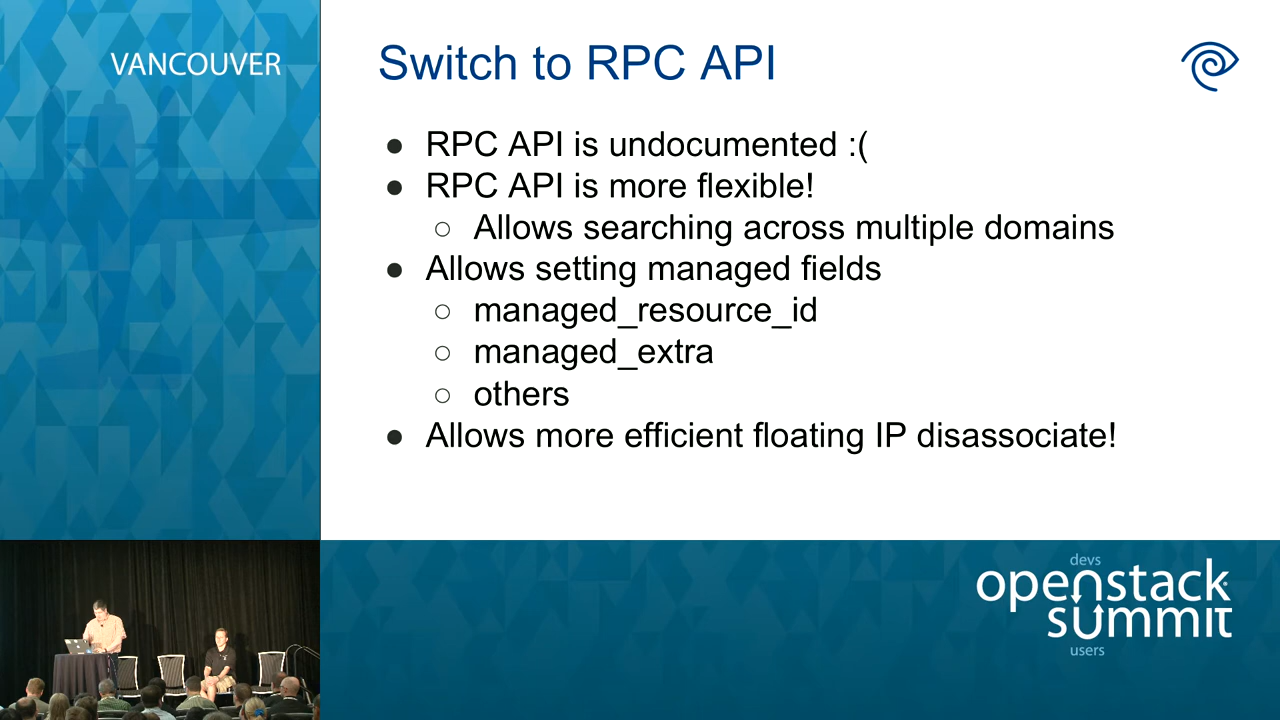 VANCOUVER
Switch to RPC API
● RPC API is undocumented :(
● RPC API is more flexible!
○ Allows searching across multiple domains
● Allows setting managed fields
○ managed_resource_id
○ managed_extra
○ others
● Allows more efficient floating IP disassociate!
devs
openstack
summit
users